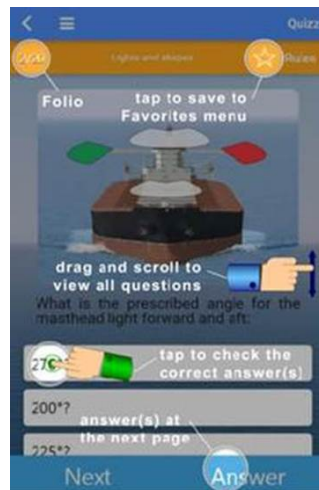 Quizz
Lights and shapes
Rules
Folio
tap to save to
Favorites menu
drag and scroll to
view all questions
What is the prescribed angle for the
masthead light forward and aft:
tap to check the
correct answer(s)
200°?
answer(s) at
the next page
225°?
Next
Answer